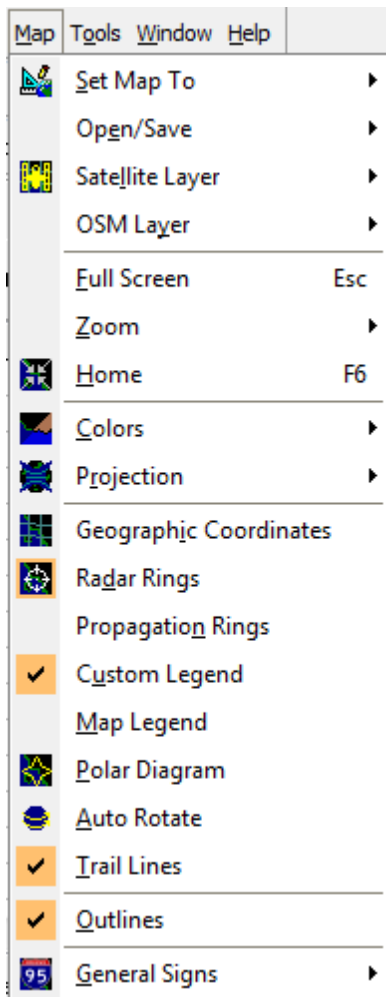 Map Tools Window Help
Set Map To
Open/Save
Satellite Layer
OSM Layer
Full Screen Esc
Zoom
Home F6
Colors
Projection
Geographic Coordinates
Radar Rings
Propagation Rings
Custom Legend
Map Legend
Polar Diagram
Auto Rotate
Trail Lines
Outlines
95 General Signs